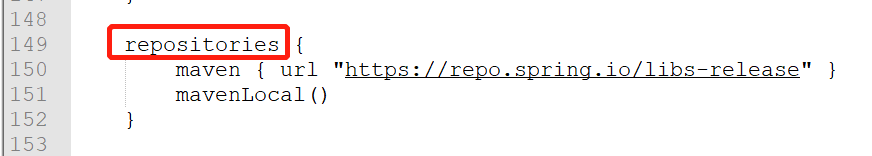 148
149 repositories {
150 maven { url "https://repo.spring.io/libs-release" }
151 mavenLocal()
152 }
153